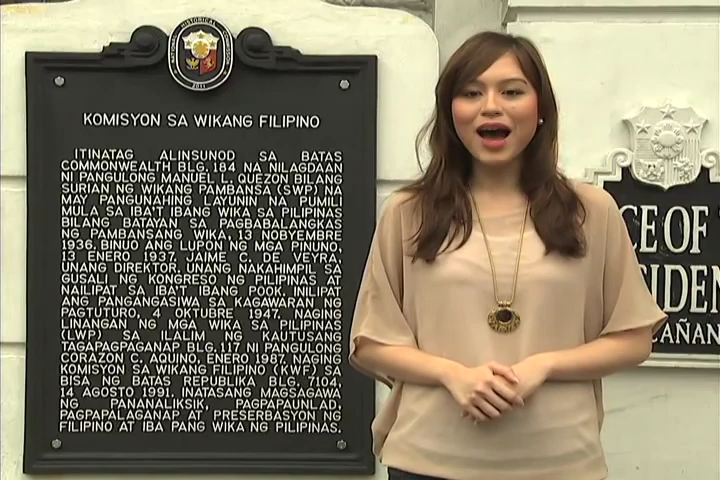 HISTORICAL COMMISSION
2011
KOMISYON SA WIKANG FILIPINO
ITINATAG ALINSUNOD SA BATAS
COMMONWEALTH BLG. 184 NA NILAGDAAN
NI PANGULONG MANUEL L. QUEZON BILANG
SURIAN NG WIKANG PAMBANSA (SWP) NA
MAY PANGUNAHING LAYUNIN NA PUMILI
MULA SA IBA'T IBANG WIKA SA PILIPINAS
BILANG BATAYAN SA PAGBABALANGKAS
NG PAMBANSANG WIKA, 13 NOBYEMBRE
1936. BINUO ANG LUPON NG MGA PINUNO,
13 ENERO 1937. JAIME C. DE VEYRA,
UNANG DIREKTOR. UNANG NAKAHIMPIL SA
GUSALI NG KONGRESO NG PILIPINAS AT
NAILIPAT SA IBA'T IBANG POOK. INILIPAT
ANG PANGANGASIWA SA KAGAWARAN NG
PAGTUTURO, 4 OKTUBRE 1947. NAGING
LINANGAN NG MGA WIKA SA PILIPINAS
(LWP) SA ILALIM NG KAUTUSANG
TAGAPAGPAGANAP BLG. 117 NI PANGULONG
CORAZON C. AQUINO, ENERO 1987. NAGING
KOMISYON SA WIKANG FILIPINO (KWF) SA
BISA NG BATAS REPUBLIKA BLG. 7104,
14 AGOSTO 1991. INATASANG MAGSAGAWA
NG PANANALIKSIK, PAGPAPAUNLAD,
PAGPAPALAGANAP AT PRESERBASYON NG
FILIPINO AT IBA PANG WIKA NG PILIPINAS.
CE OF
SIDEN
CAÑAN